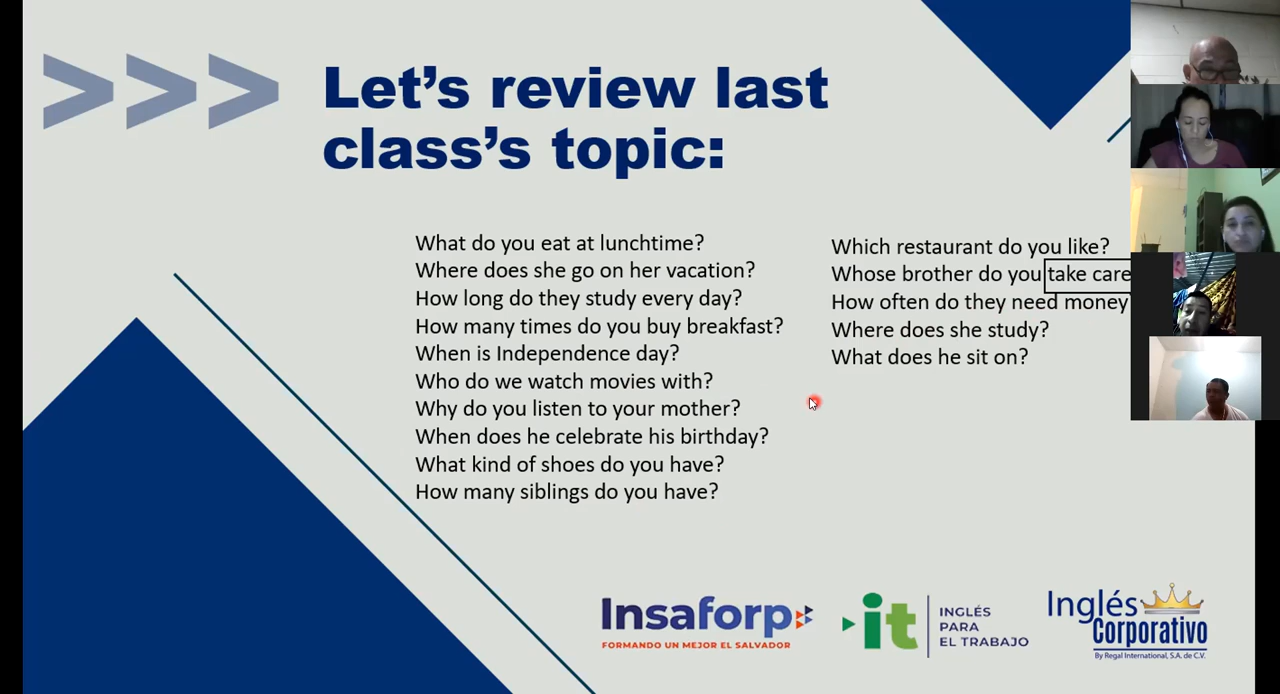 >>>
Let's review last
class's topic:
What do you eat at lunchtime?
Where does she go on her vacation?
How long do they study every day?
How many times do you buy breakfast?
When is Independence day?
Who do we watch movies with?
Why do you listen to your mother?
When does he celebrate his birthday?
What kind of shoes do you have?
How many siblings do you have?
Which restaurant do you like?
Whose brother do you take care
How often do they need money
Where does she study?
What does he sit on?
Insaforp
FORMANDO UN MEJOR EL SALVADOR
it
INGLÉS
PARA
EL TRABAJO
Inglés
Corporativo
By Regal International, S.A. de C.V.